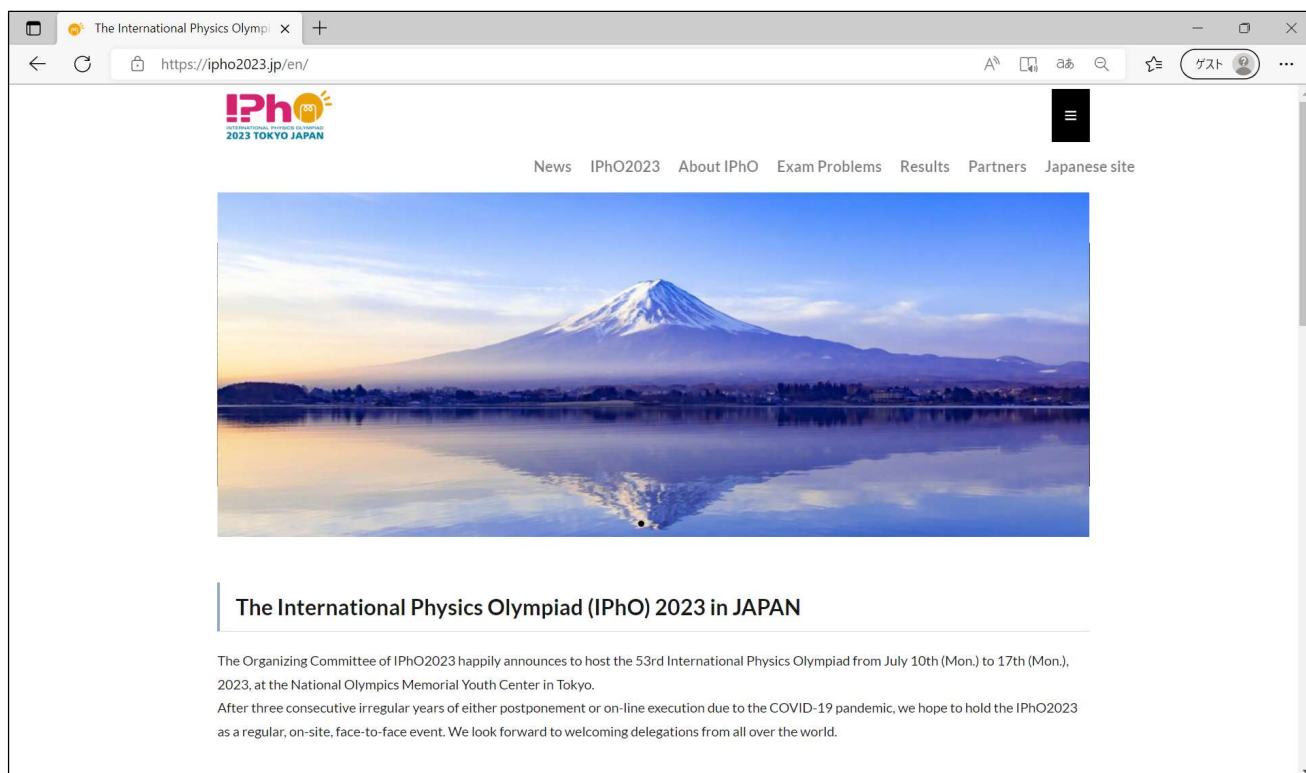 The International Physics Olympi
https://ipho2023.jp/en/
aあ
ゲスト
IPhO
INTERNATIONAL PHYSICS OLYMPIAD
2023 TOKYO JAPAN
News IPhO2023 About IPhO Exam Problems Results Partners Japanese site
The International Physics Olympiad (IPhO) 2023 in JAPAN
The Organizing Committee of IPhO2023 happily announces to host the 53rd International Physics Olympiad from July 10th (Mon.) to 17th (Mon.),
2023, at the National Olympics Memorial Youth Center in Tokyo.
After three consecutive irregular years of either postponement or on-line execution due to the COVID-19 pandemic, we hope to hold the IPhO2023
as a regular, on-site, face-to-face event. We look forward to welcoming delegations from all over the world.